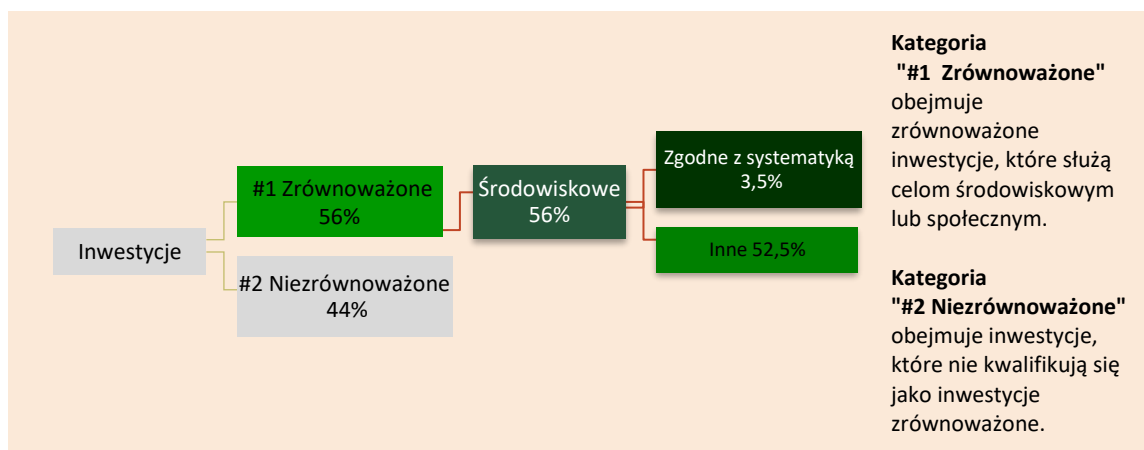 Inwestycje
#1 Zrównoważone
56%
#2 Niezrównoważone
44%
Środowiskowe
56%
Zgodne z systematyką
3,5%
Inne 52,5%
Kategoria
"#1 Zrównoważone"
obejmuje
zrównoważone
inwestycje, które służą
celom środowiskowym
lub społecznym.
Kategoria
"#2 Niezrównoważone"
obejmuje inwestycje,
które nie kwalifikują się
jako inwestycje
zrównoważone.